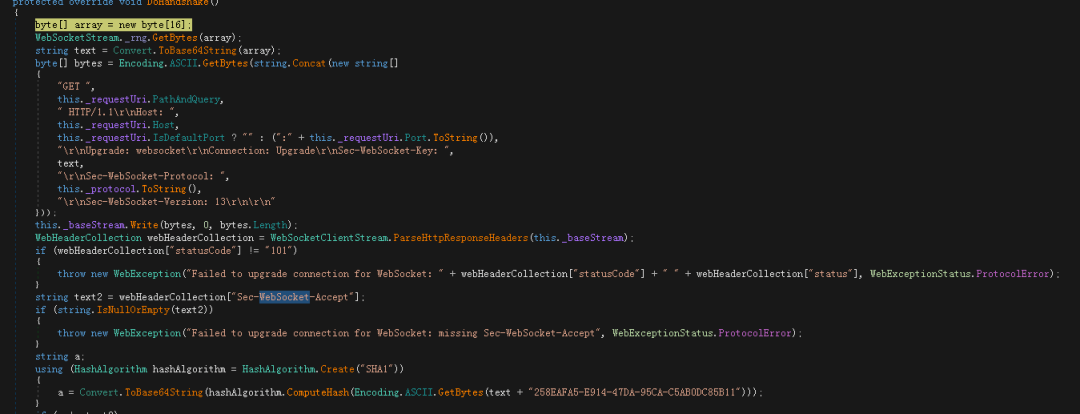 protected override void DoHandshake()
{
byte[] array = new byte[16];
WebSocketStream._rng.GetBytes(array);
string text = Convert.ToBase64String(array);
byte[] bytes = Encoding.ASCII.GetBytes(string.Concat(new string[]
{
"GET ",
this._requestUri.PathAndQuery,
" HTTP/1.1\r\nHost: ",
this._requestUri.Host,
this._requestUri.IsDefaultPort ? "" : (":" + this._requestUri.Port.ToString()),
"\r\nUpgrade: websocket\r\nConnection: Upgrade\r\nSec-WebSocket-Key: ",
text,
"\r\nSec-WebSocket-Protocol: ",
this._protocol.ToString(),
"\r\nSec-WebSocket-Version: 13\r\n\r\n"
}));
this._baseStream.Write(bytes, 0, bytes.Length);
WebHeaderCollection webHeaderCollection = WebSocketClientStream.ParseHttpResponseHeaders(this._baseStream);
if (webHeaderCollection["statusCode"] != "101")
{
throw new WebException("Failed to upgrade connection for WebSocket: " + webHeaderCollection["statusCode"] + " " + webHeaderCollection["status"], WebExceptionStatus.ProtocolError);
}
string text2 = webHeaderCollection["Sec-WebSocket-Accept"];
if (string.IsNullOrEmpty(text2))
{
throw new WebException("Failed to upgrade connection for WebSocket: missing Sec-WebSocket-Accept", WebExceptionStatus.ProtocolError);
}
string a;
using (HashAlgorithm hashAlgorithm = HashAlgorithm.Create("SHA1"))
{
a = Convert.ToBase64String(hashAlgorithm.ComputeHash(Encoding.ASCII.GetBytes(text + "258EAFA5-E914-47DA-95CA-C5AB0DC85B11")));
}